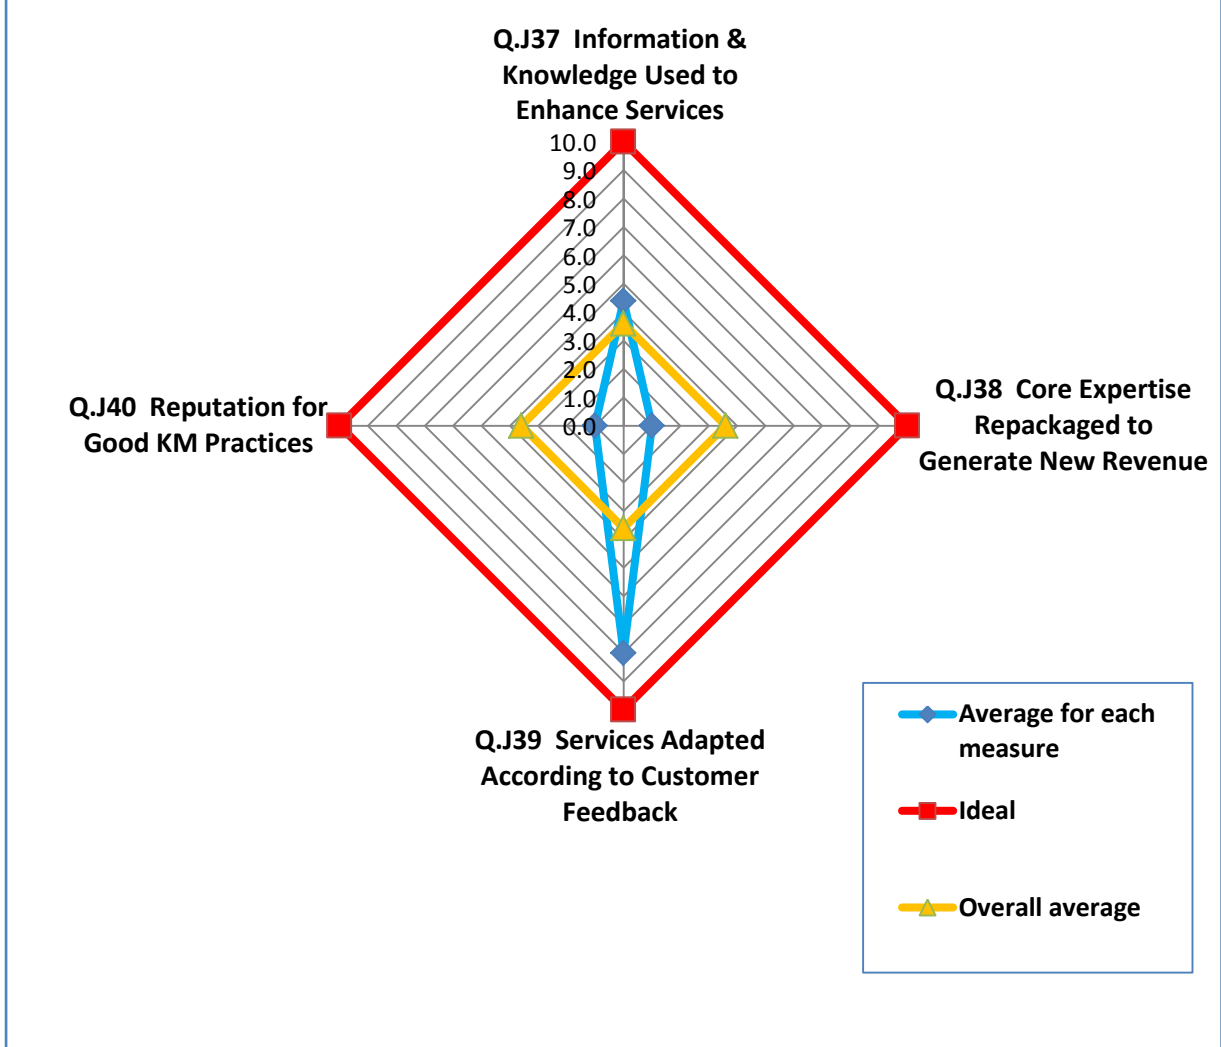 Q.J37  Information &
Knowledge Used to
Enhance Services
10.0
9.0
8.0
7.0
6.0
5.0
4.0
3.0
2.0
1.0
0.0
Q.J38  Core Expertise
Repackaged to
Generate New Revenue
Q.J40  Reputation for
Good KM Practices
Q.J39  Services Adapted
According to Customer
Feedback
Average for each
measure
Ideal
Overall average